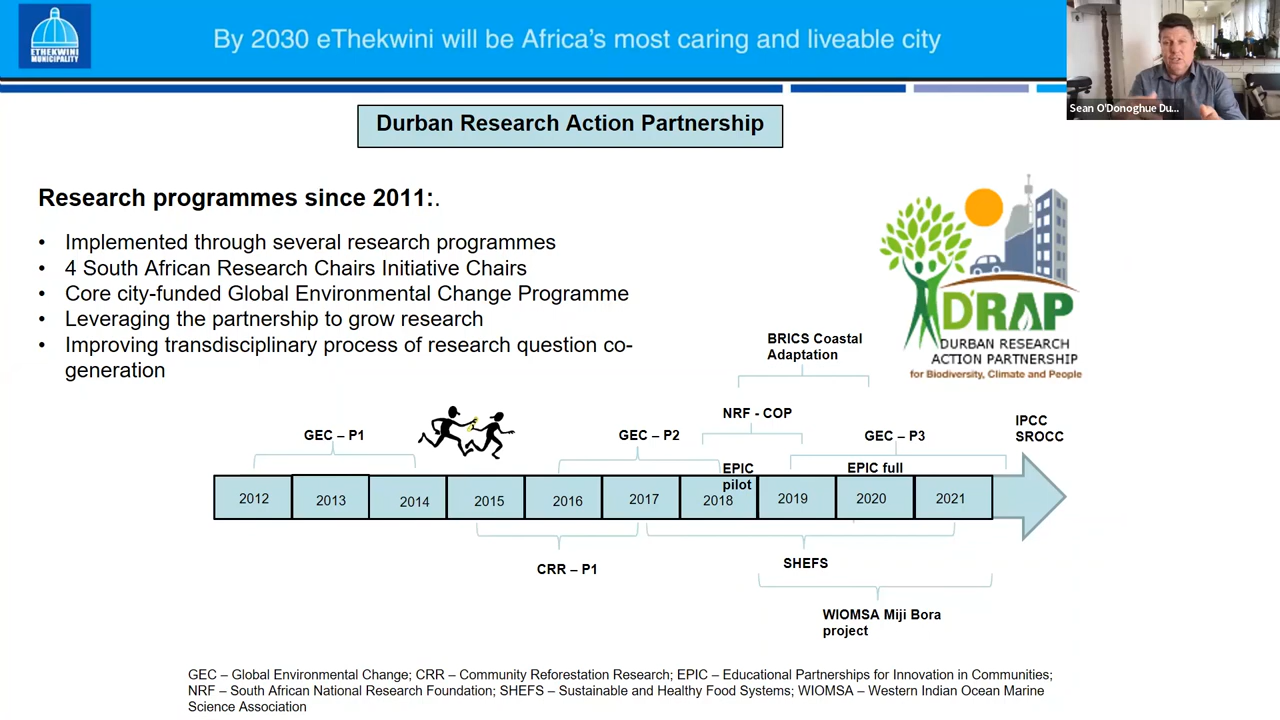 ETHEKWINI
MUNICIPALITY
By 2030 eThekwini will be Africa's most caring and liveable city
Sean O'Donoghue Du...
Durban Research Action Partnership
Research programmes since 2011:.
• Implemented through several research programmes
• 4 South African Research Chairs Initiative Chairs
• Core city-funded Global Environmental Change Programme
• Leveraging the partnership to grow research
• Improving transdisciplinary process of research question co-
generation
D'RAP
DURBAN RESEARCH
ACTION PARTNERSHIP
for Biodiversity, Climate and People
BRICS Coastal
Adaptation
NRF - COP
GEC – P1
GEC – P2
GEC – P3
IPCC
SROCC
EPIC
pilot
EPIC full
2012
2013
2014
2015
2016
2017
2018
2019
2020
2021
CRR – P1
SHEFS
WIOMSA Miji Bora
project
GEC – Global Environmental Change; CRR – Community Reforestation Research; EPIC – Educational Partnerships for Innovation in Communities;
NRF – South African National Research Foundation; SHEFS – Sustainable and Healthy Food Systems; WIOMSA – Western Indian Ocean Marine
Science Association